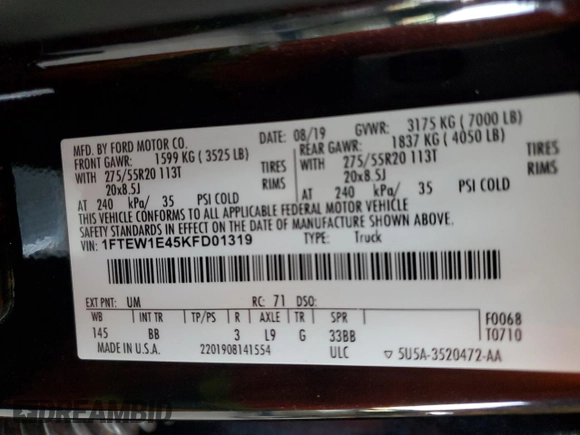 MFD. BY FORD MOTOR CO.
DATE: 08/19 GVWR: 3175 KG ( 7000 LB)
FRONT GAWR: 1599 KG ( 3525 LB) REAR GAWR: 1837 KG ( 4050 LB)
275/55R20 113T TIRES 275/55R20 113T TIRES
20x8.5J RIMS 20x8.5J RIMS
AT 240 kPa/ 35 PSI COLD AT 240 kPa/ 35 PSI COLD
THIS VEHICLE CONFORMS TO ALL APPLICABLE FEDERAL MOTOR VEHICLE
SAFETY STANDARDS IN EFFECT ON THE DATE OF MANUFACTURE SHOWN ABOVE.
VIN: 1FTEW1E45KFD01319 TYPE: Truck
EXT PNT: UM RC: 71 DSO:
WB INT TR TP/PS R AXLE TR SPR F0068
145 BB 3 L9 G 33BB T0710
MADE IN U.S.A. 2201908141554 ULC ▽ 5U5A-3520472-AA
DREAMBID